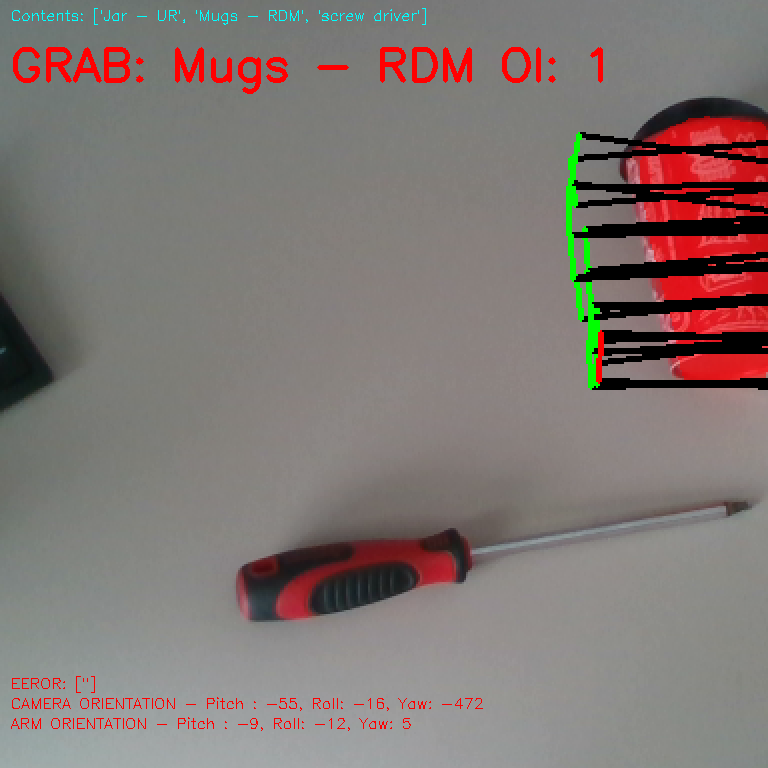 Contents: ['Jar - UR', 'Mugs - RDM', 'screw driver']
GRAB: Mugs - RDM OI: 1
EEROR: ['']
CAMERA ORIENTATION - Pitch : -55, Roll: -16, Yaw: -472
ARM ORIENTATION - Pitch : -9, Roll: -12, Yaw: 5